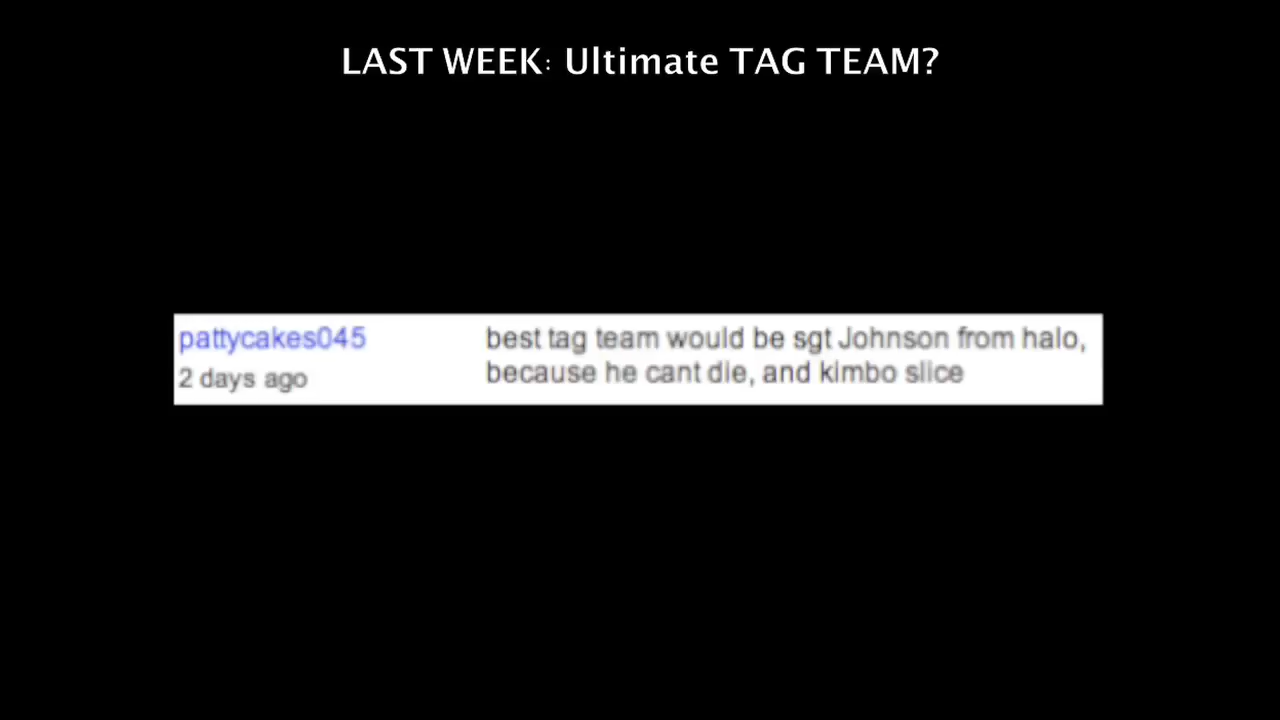 LAST WEEK: Ultimate TAG TEAM?
pattycakes045
2 days ago
best tag team would be sgt Johnson from halo,
because he cant die, and kimbo slice